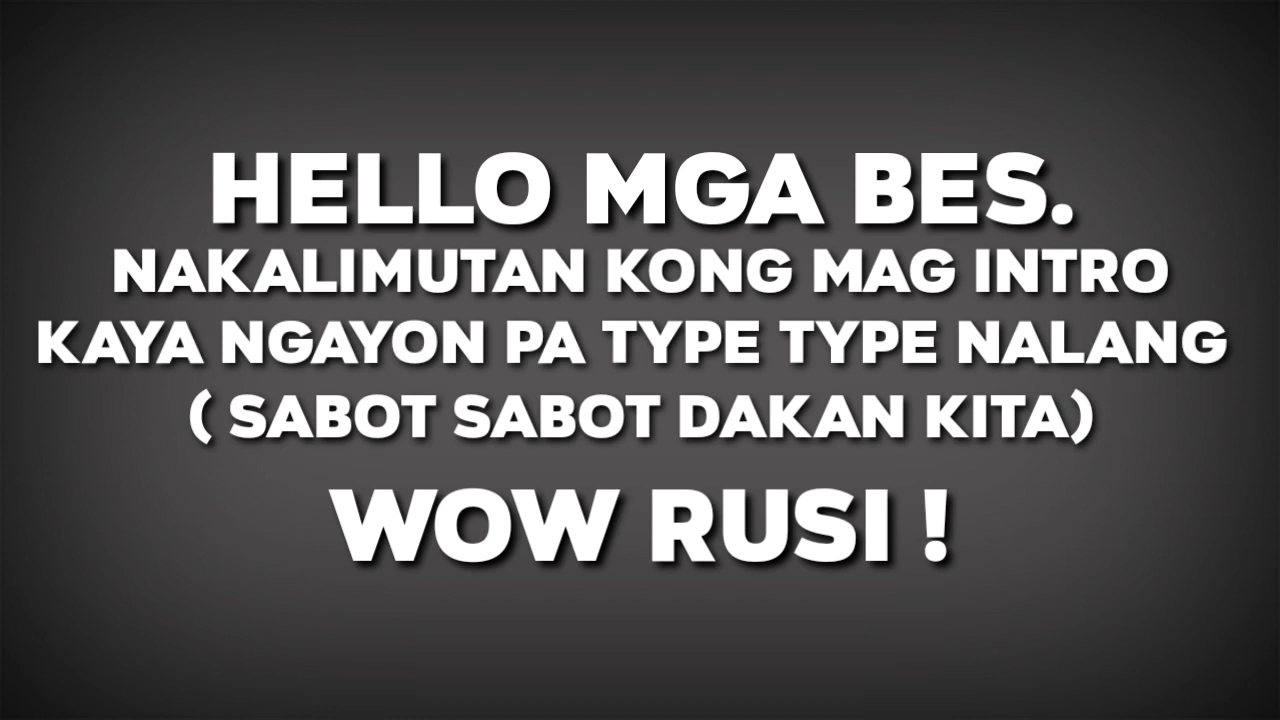 HELLO MGA BES.
NAKALIMUTAN KONG MAG INTRO
KAYA NGAYON PA TYPE TYPE NALANG
( SABOT SABOT DAKAN KITA)
WOW RUSI !